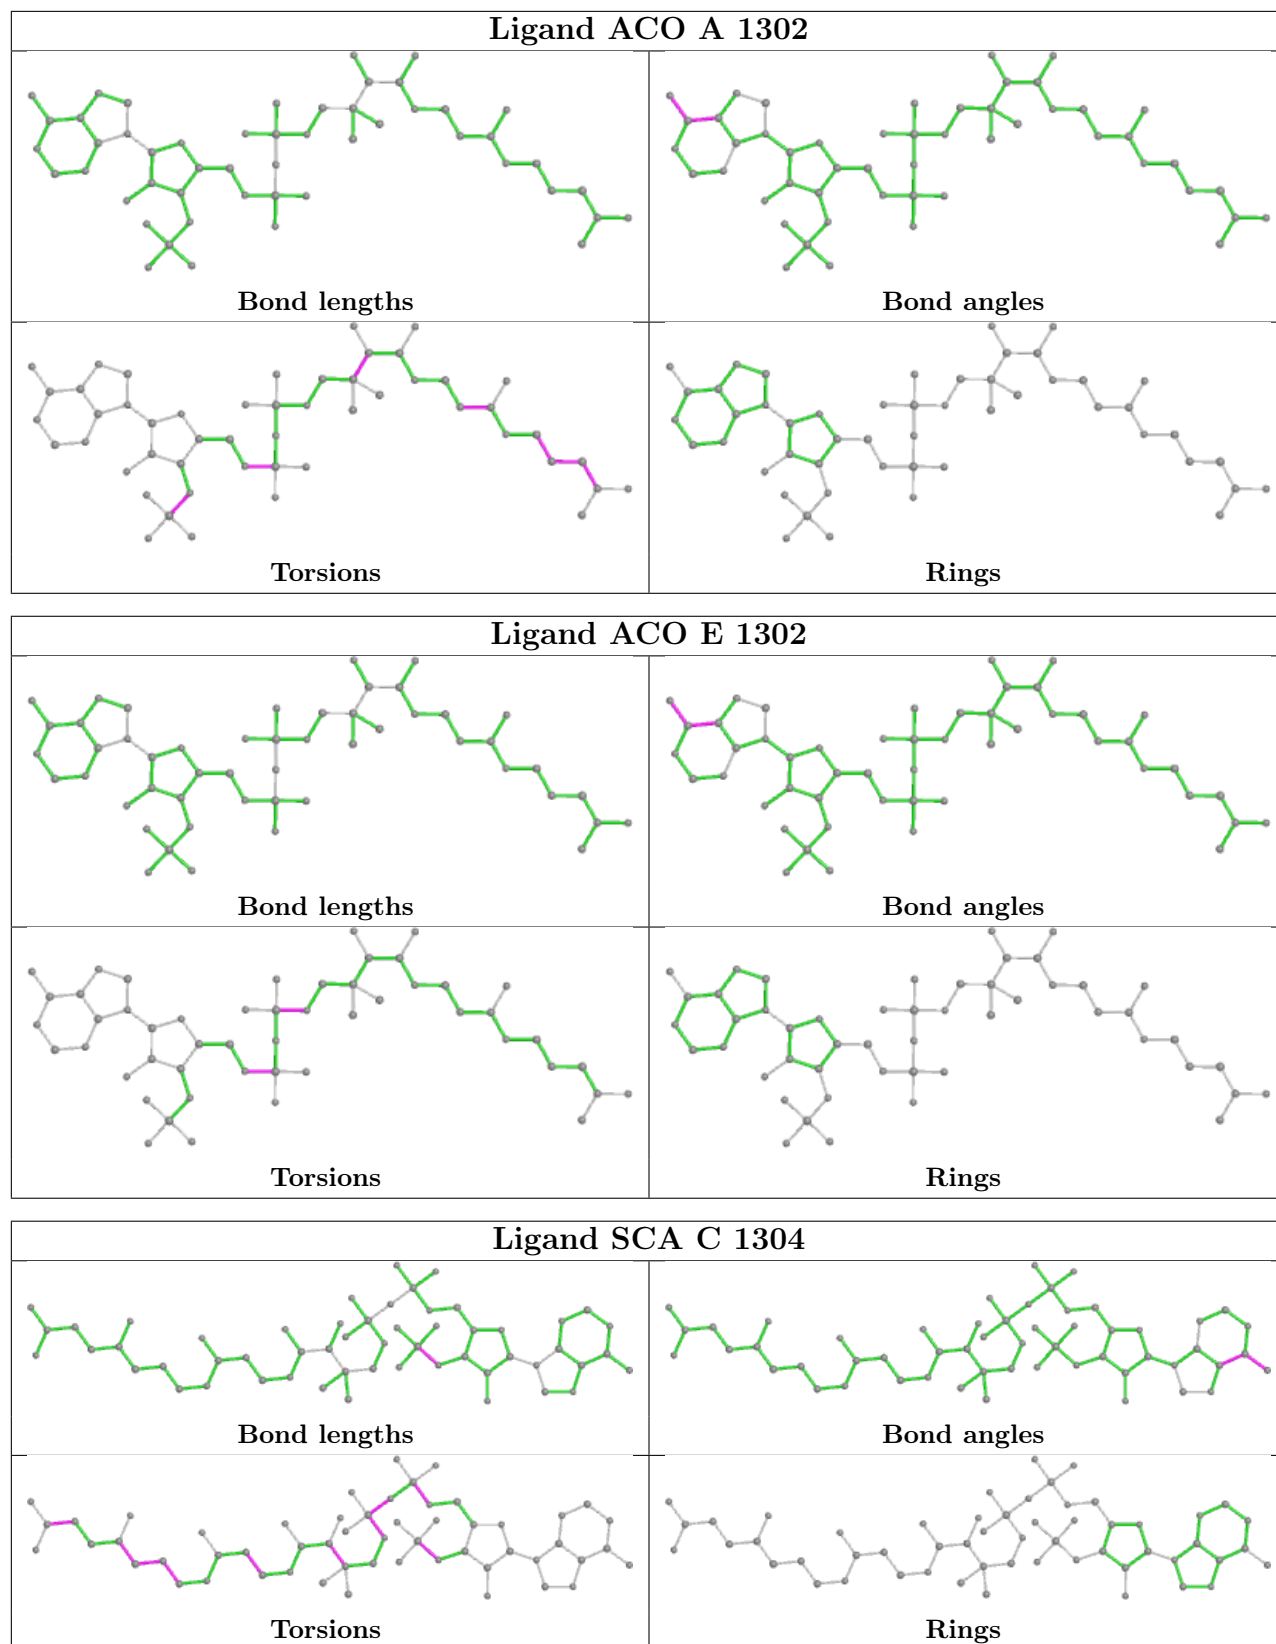 Ligand ACO A 1302
Bond lengths
Bond angles
Torsions
Rings
Ligand ACO E 1302
Bond lengths
Bond angles
Torsions
Rings
Ligand SCA C 1304
Bond lengths
Bond angles
Torsions
Rings